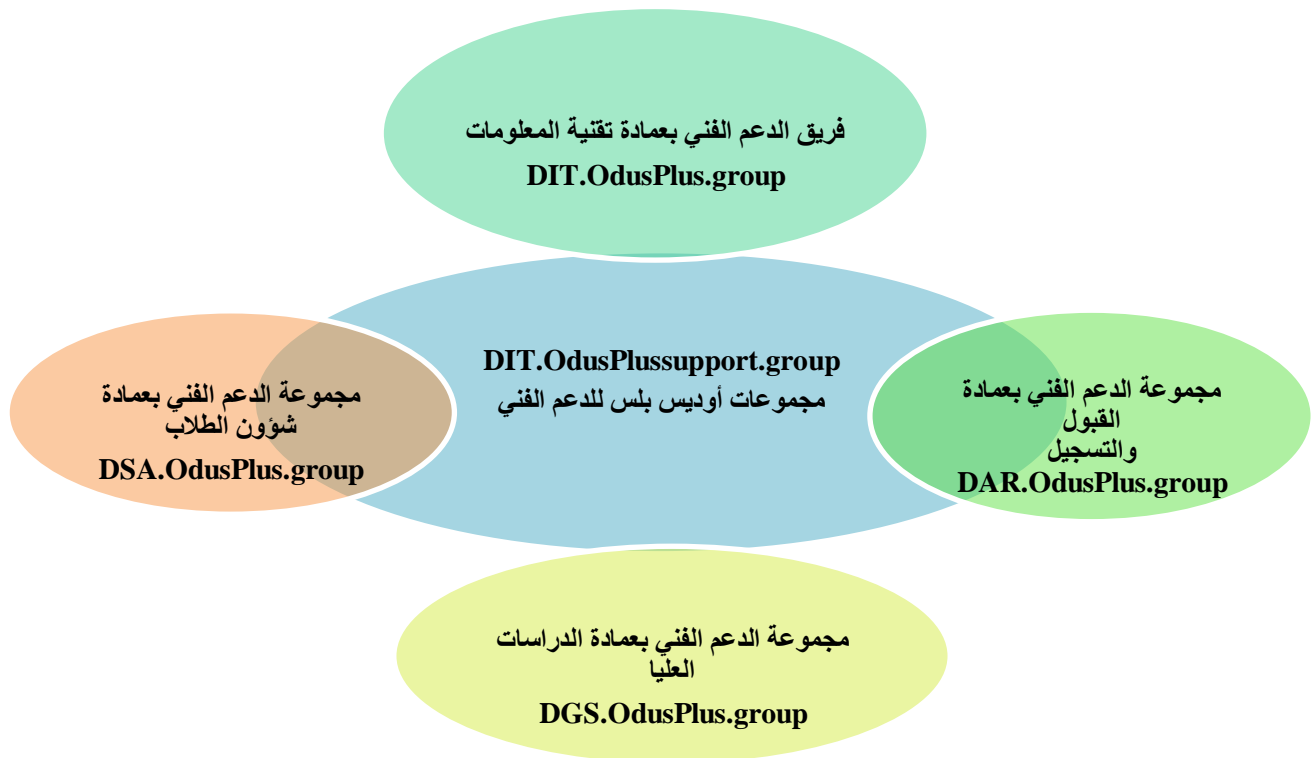 فريق الدعم الفني بعمادة تقنية المعلومات
DIT.OdusPlus.group
DIT.OdusPlussupport.group
مجموعات أوديس بلس للدعم الفني
مجموعة الدعم الفني بعمادة
القبول
والتسجيل
DAR.OdusPlus.group
مجموعة الدعم الفني بعمادة
شؤون الطلاب
DSA.OdusPlus.group
مجموعة الدعم الفني بعمادة الدراسات
العليا
DGS.OdusPlus.group